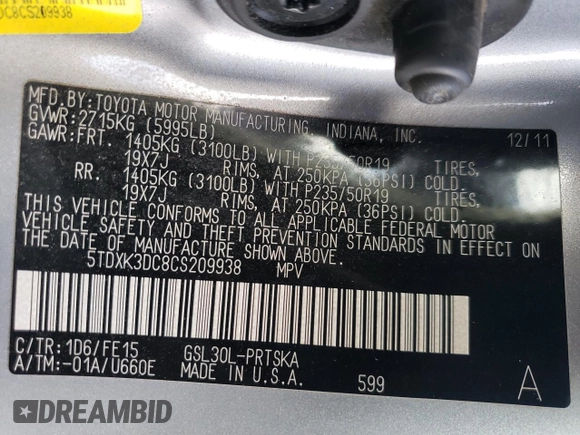 DC8CS209938
MFD.BY:TOYOTA MOTOR MANUFACTURING, INDIANA, INC.
GVWR:2715KG (5995LB) 12/11
GAWR:FRT. 1405KG (3100LB) WITH P235/50R19 TIRES,
19X7J RIMS, AT 250KPA (36PSI) COLD.
RR. 1405KG (3100LB) WITH P235/50R19 TIRES,
19X7J RIMS, AT 250KPA (36PSI) COLD.
THIS VEHICLE CONFORMS TO ALL APPLICABLE FEDERAL MOTOR
VEHICLE SAFETY AND THEFT PREVENTION STANDARDS IN EFFECT ON
THE DATE OF MANUFACTURE SHOWN ABOVE.
5TDXK3DC8CS209938 MPV
C/TR:1D6/FE15 GSL30L-PRTSKA
A/TM:-01A/U660E MADE IN U.S.A. 599 A
DREAMBID